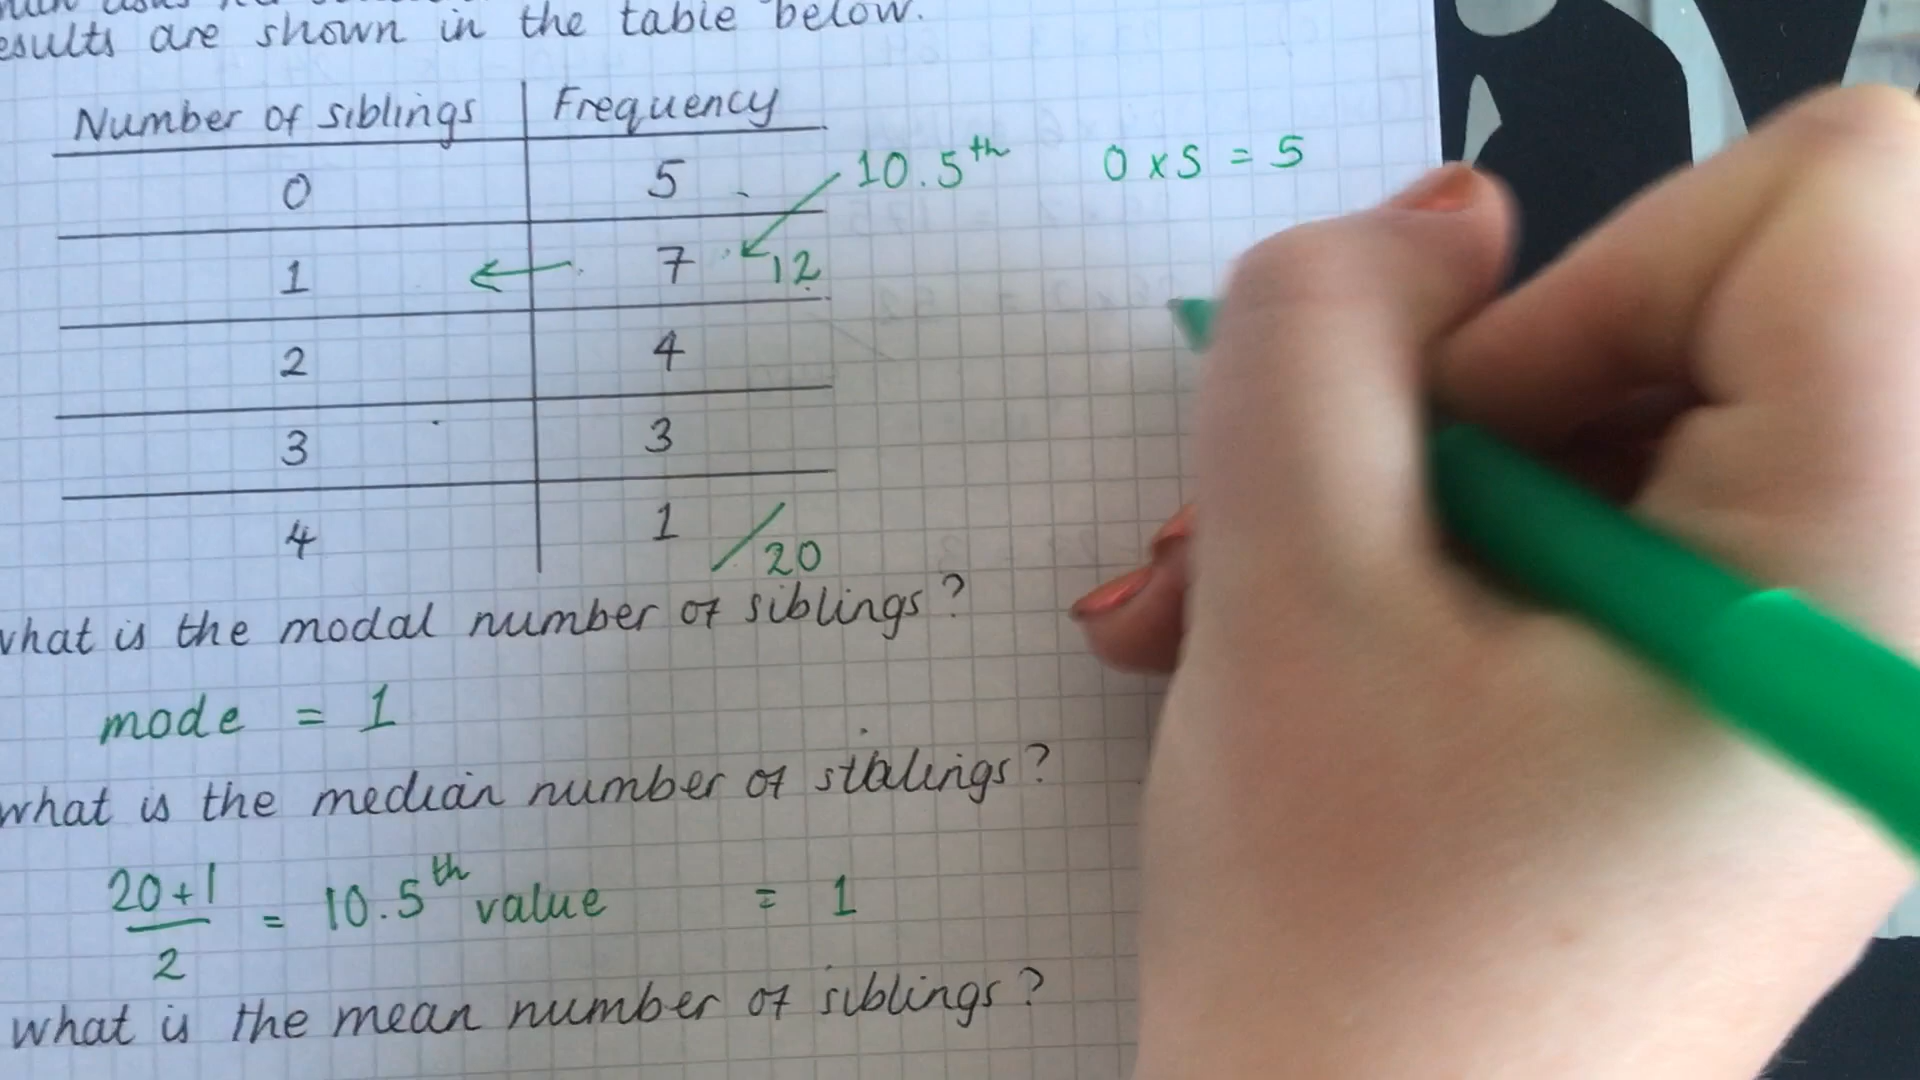 esults are shown in the table below.
Number of siblings Frequency
0 5 10.5th 0 x 5 = 5
1 7 12
2 4
3 3
4 1 20
what is the modal number of siblings?
mode = 1
what is the median number of siblings?
20+1
2
= 10.5th value = 1
what is the mean number of siblings?